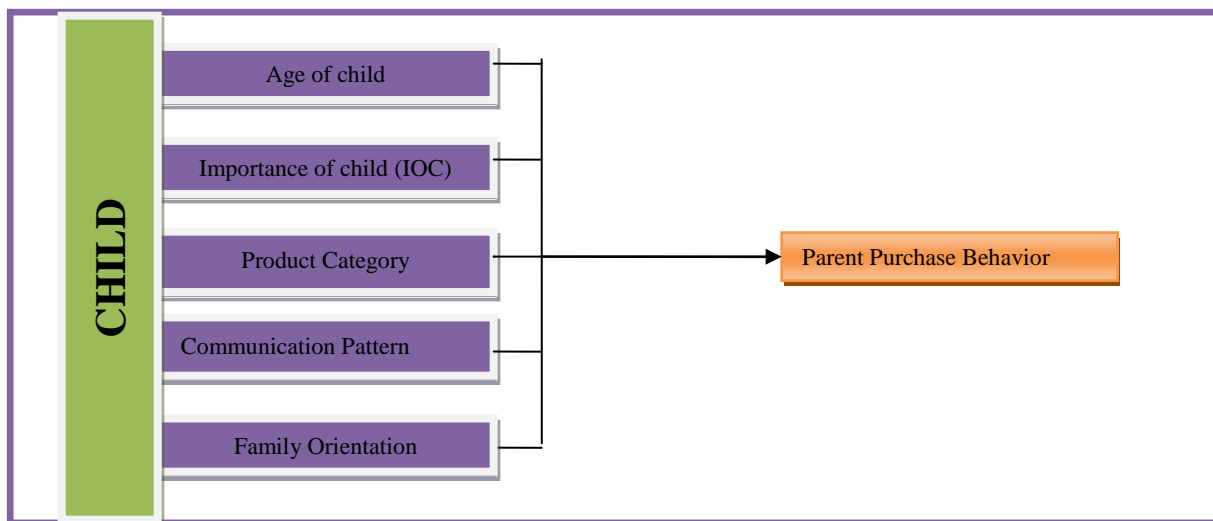 CHILD
Age of child
Importance of child (IOC)
Product Category
Communication Pattern
Family Orientation
Parent Purchase Behavior